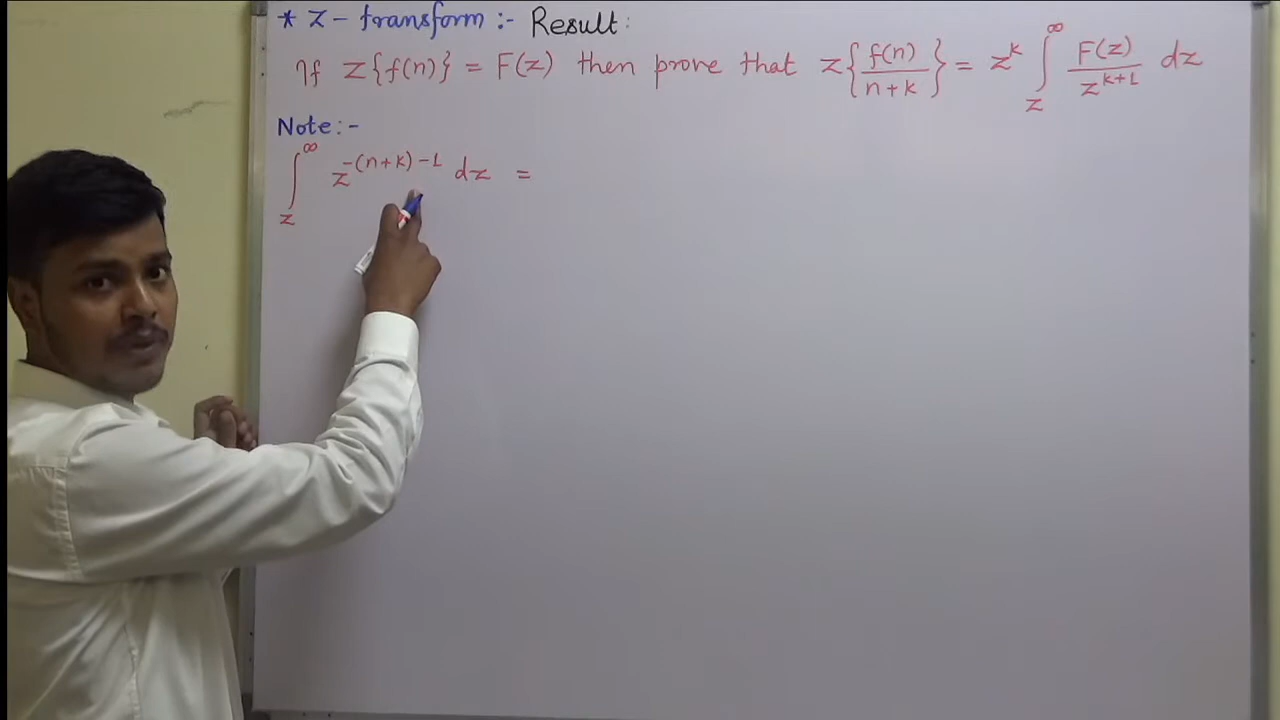 * Z - transform :- Result :
If Z{f(n)} = F(z) then prove that Z{f(n)/(n+k)} = z^k ∫_z^∞ F(z)/z^(k+1) dz
Note :-
∫_z^∞ z^(-(n+k)-1) dz =